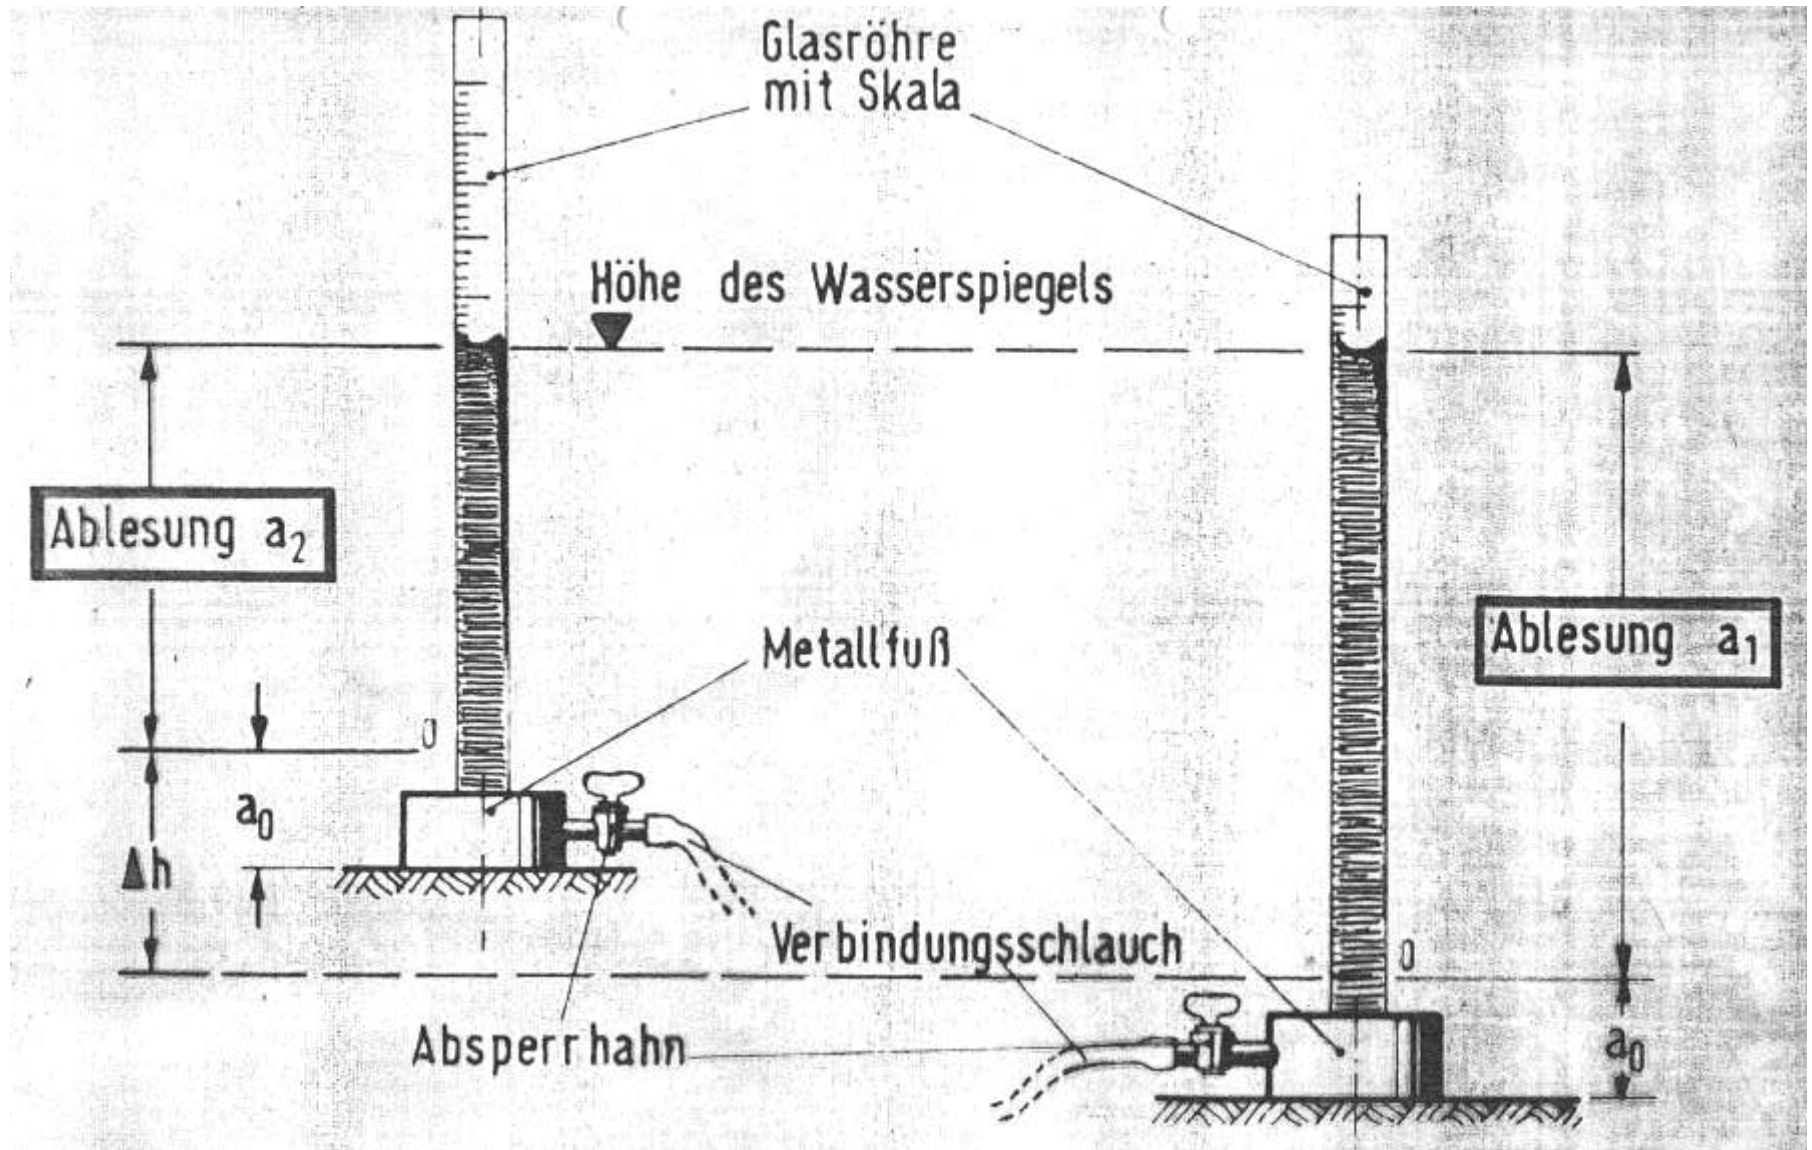 Glasröhre
mit Skala
Höhe des Wasserspiegels
Ablesung a₂
Ablesung a₁
Metallfuß
0
a₀
Δh
Verbindungsschlauch
0
Absperrhahn
a₀